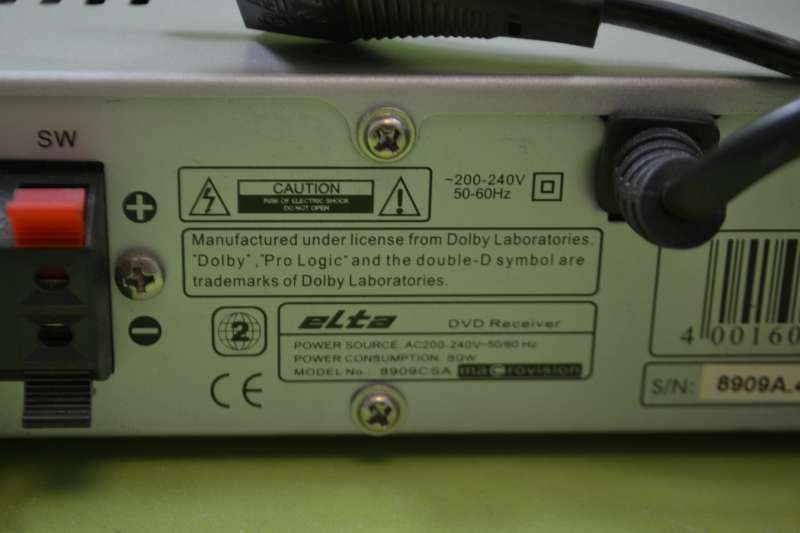 SW
CAUTION
RISK OF ELECTRIC SHOCK
DO NOT OPEN
~200-240V
50-60Hz
Manufactured under license from Dolby Laboratories.
"Dolby", "Pro Logic" and the double-D symbol are
trademarks of Dolby Laboratories.
2
elta DVD Receiver
POWER SOURCE: AC200-240V~50/60 Hz
POWER CONSUMPTION: 80W
MODEL No.: 8909CSA macrovision
CE
4 00160
S/N: 8909A.4